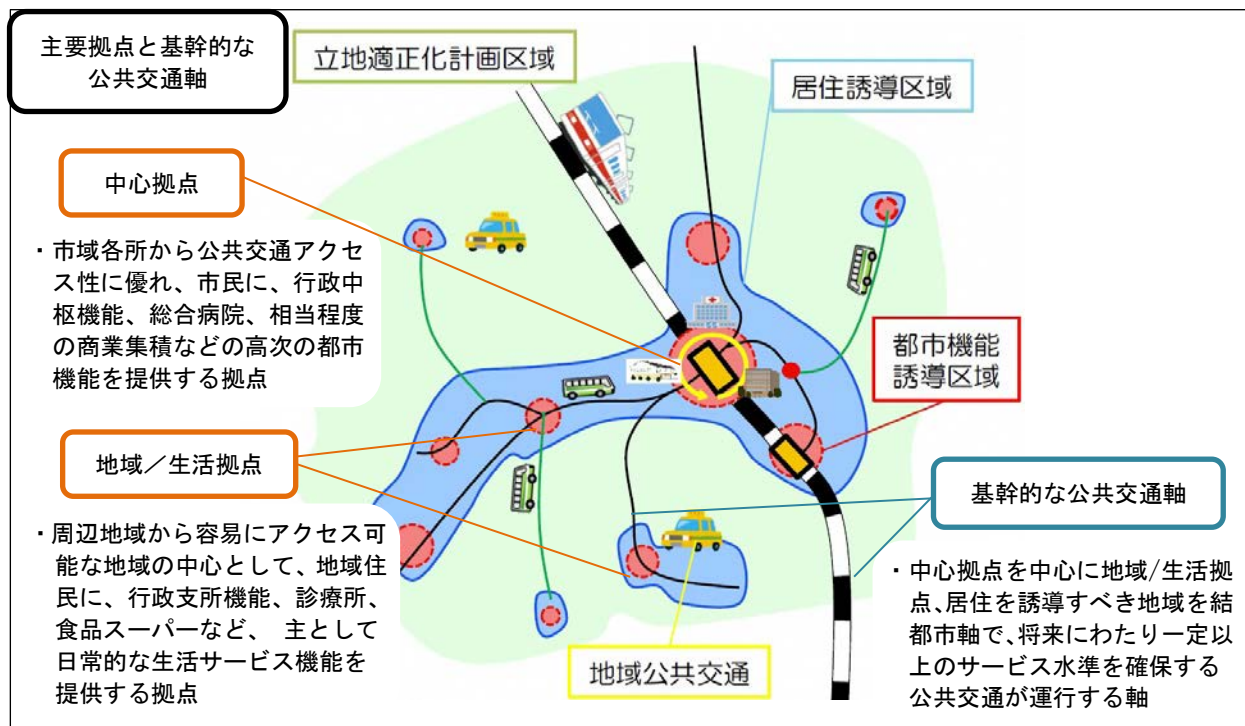 主要拠点と基幹的な
公共交通軸
立地適正化計画区域
居住誘導区域
中心拠点
・市域各所から公共交通アクセ
ス性に優れ、市民に、行政中
枢機能、総合病院、相当程度
の商業集積などの高次の都市
機能を提供する拠点
都市機能
誘導区域
地域／生活拠点
・周辺地域から容易にアクセス可
能な地域の中心として、地域住
民に、行政支所機能、診療所、
食品スーパーなど、 主として
日常的な生活サービス機能を
提供する拠点
基幹的な公共交通軸
・中心拠点を中心に地域/生活拠
点、居住を誘導すべき地域を結
都市軸で、将来にわたり一定以
上のサービス水準を確保する
公共交通が運行する軸
地域公共交通